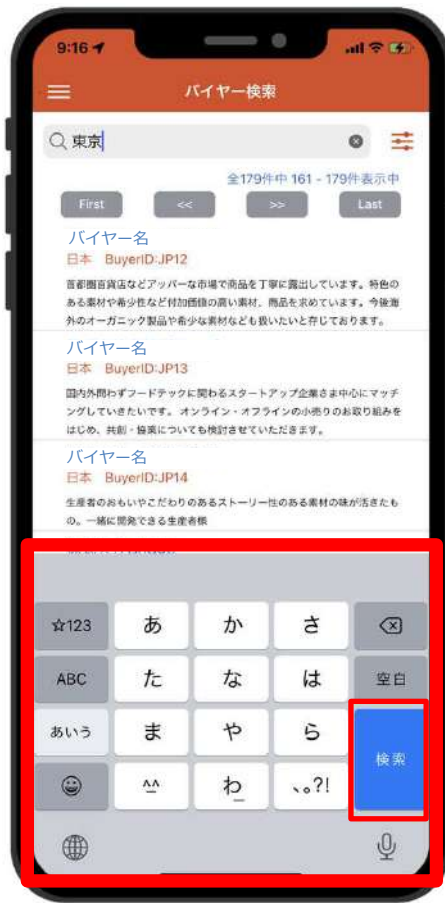 9:16
バイヤー検索
東京
全179件中 161 - 179件表示中
First << >> Last
バイヤー名
日本 BuyerID:JP12
首都圏百貨店などアッパーな市場で商品を丁寧に露出しています。特色の
ある素材や希少性など付加価値の高い素材、商品を求めています。今後海
外のオーガニック製品や希少な素材なども扱いたいと存じております。
バイヤー名
日本 BuyerID:JP13
国内外問わずフードテックに関わるスタートアップ企業さま中心にマッチ
ングしていきたいです。オンライン・オフラインの小売りのお取り組みを
はじめ、共創・協業についても検討させていただきます。
バイヤー名
日本 BuyerID:JP14
生産者のおもいやこだわりのあるストーリー性のある素材の味が活きたも
の。一緒に開発できる生産者様
☆123 あ か さ
ABC た な は 空白
あいう ま や ら 検索
^^ わ 、。?!